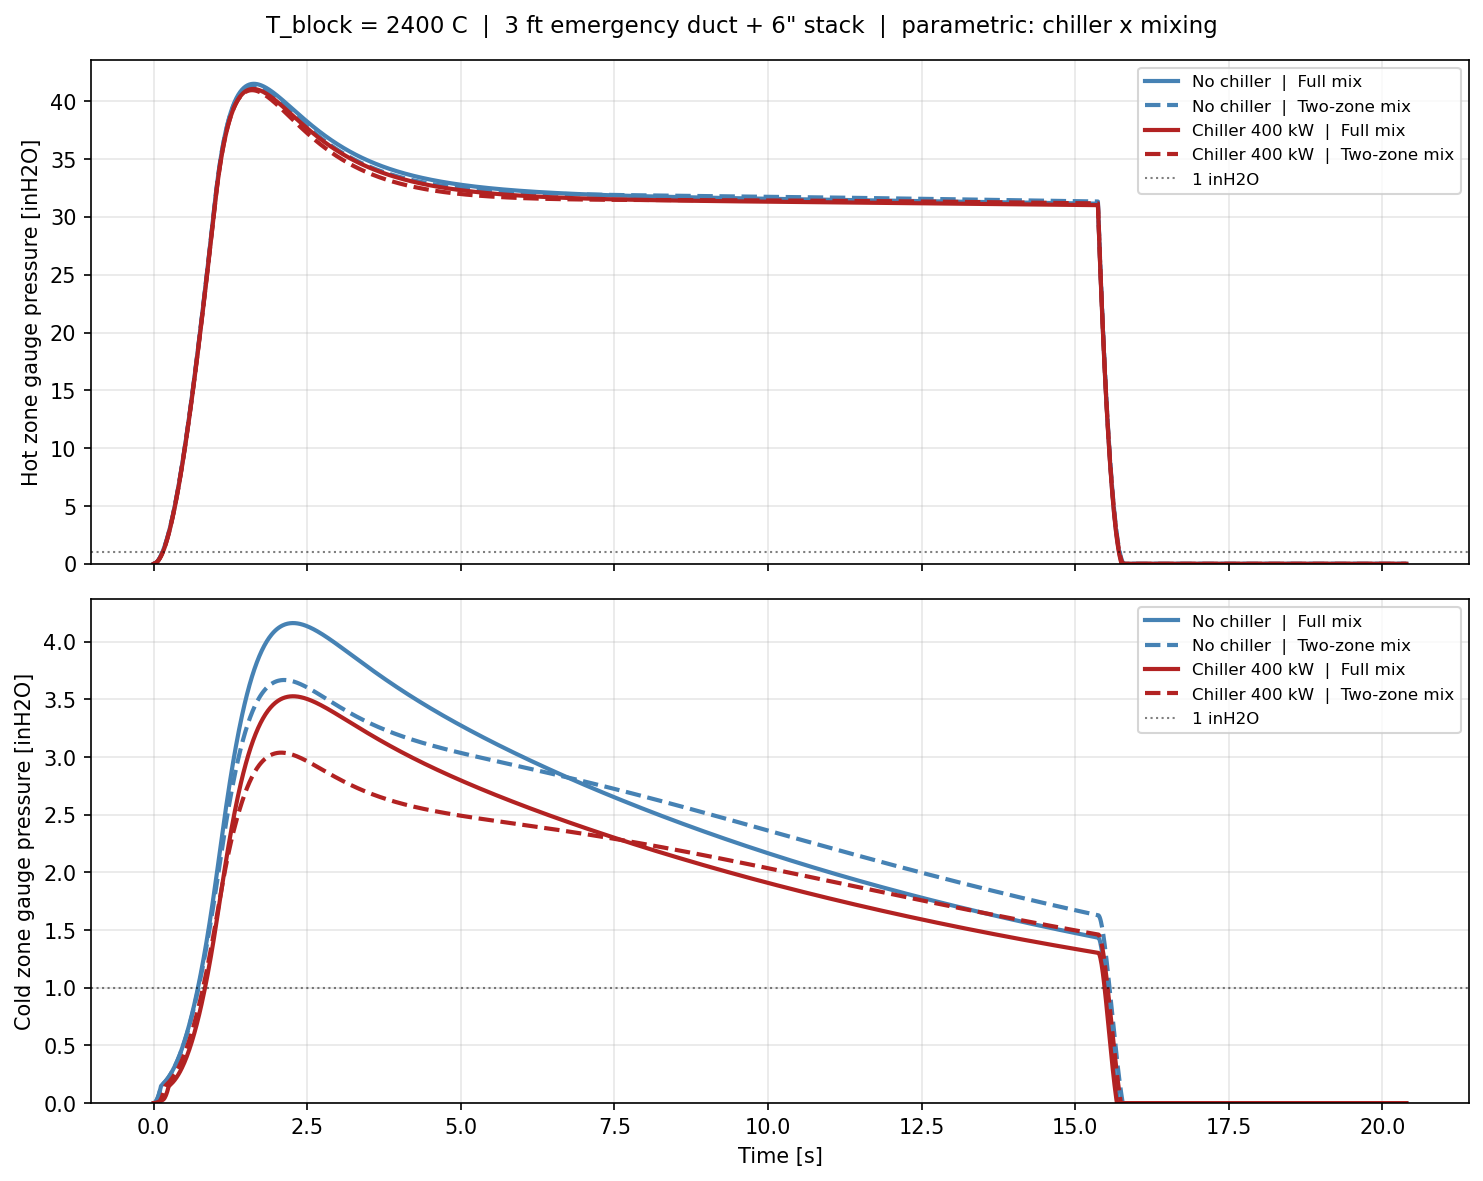 T_block = 2400 C | 3 ft emergency duct + 6" stack | parametric: chiller x mixing
Hot zone gauge pressure [inH2O]
40
35
30
25
20
15
10
5
0
No chiller | Full mix
No chiller | Two-zone mix
Chiller 400 kW | Full mix
Chiller 400 kW | Two-zone mix
1 inH2O
Cold zone gauge pressure [inH2O]
4.0
3.5
3.0
2.5
2.0
1.5
1.0
0.5
0.0
No chiller | Full mix
No chiller | Two-zone mix
Chiller 400 kW | Full mix
Chiller 400 kW | Two-zone mix
1 inH2O
0.0 2.5 5.0 7.5 10.0 12.5 15.0 17.5 20.0
Time [s]